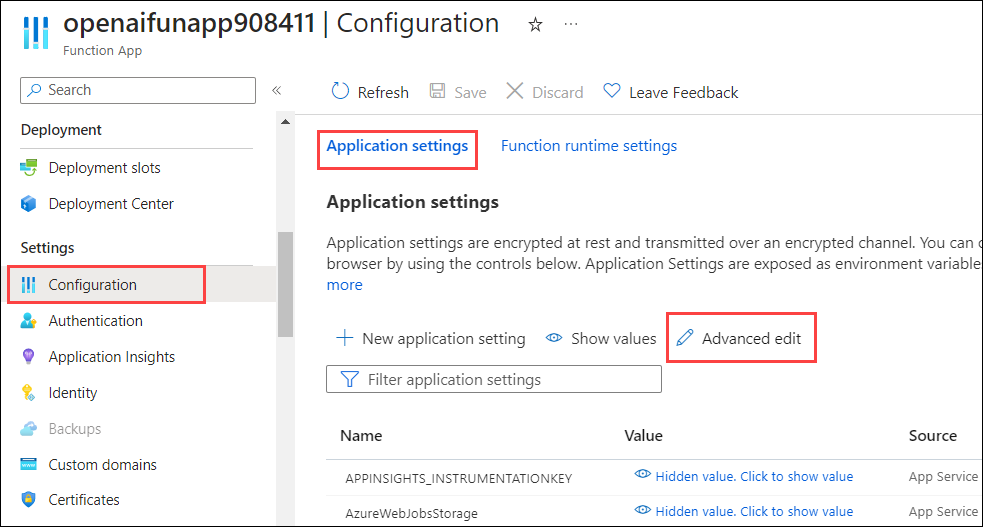 openaifunapp908411 | Configuration
Function App
Search
Deployment
Deployment slots
Deployment Center
Settings
Configuration
Authentication
Application Insights
Identity
Backups
Custom domains
Certificates
Refresh
Save
Discard
Leave Feedback
Application settings
Function runtime settings
Application settings
Application settings are encrypted at rest and transmitted over an encrypted channel. You can
browser by using the controls below. Application Settings are exposed as environment variable
more
New application setting
Show values
Advanced edit
Filter application settings
Name Value Source
APPINSIGHTS_INSTRUMENTATIONKEY Hidden value. Click to show value App Service
AzureWebJobsStorage Hidden value. Click to show value App Service